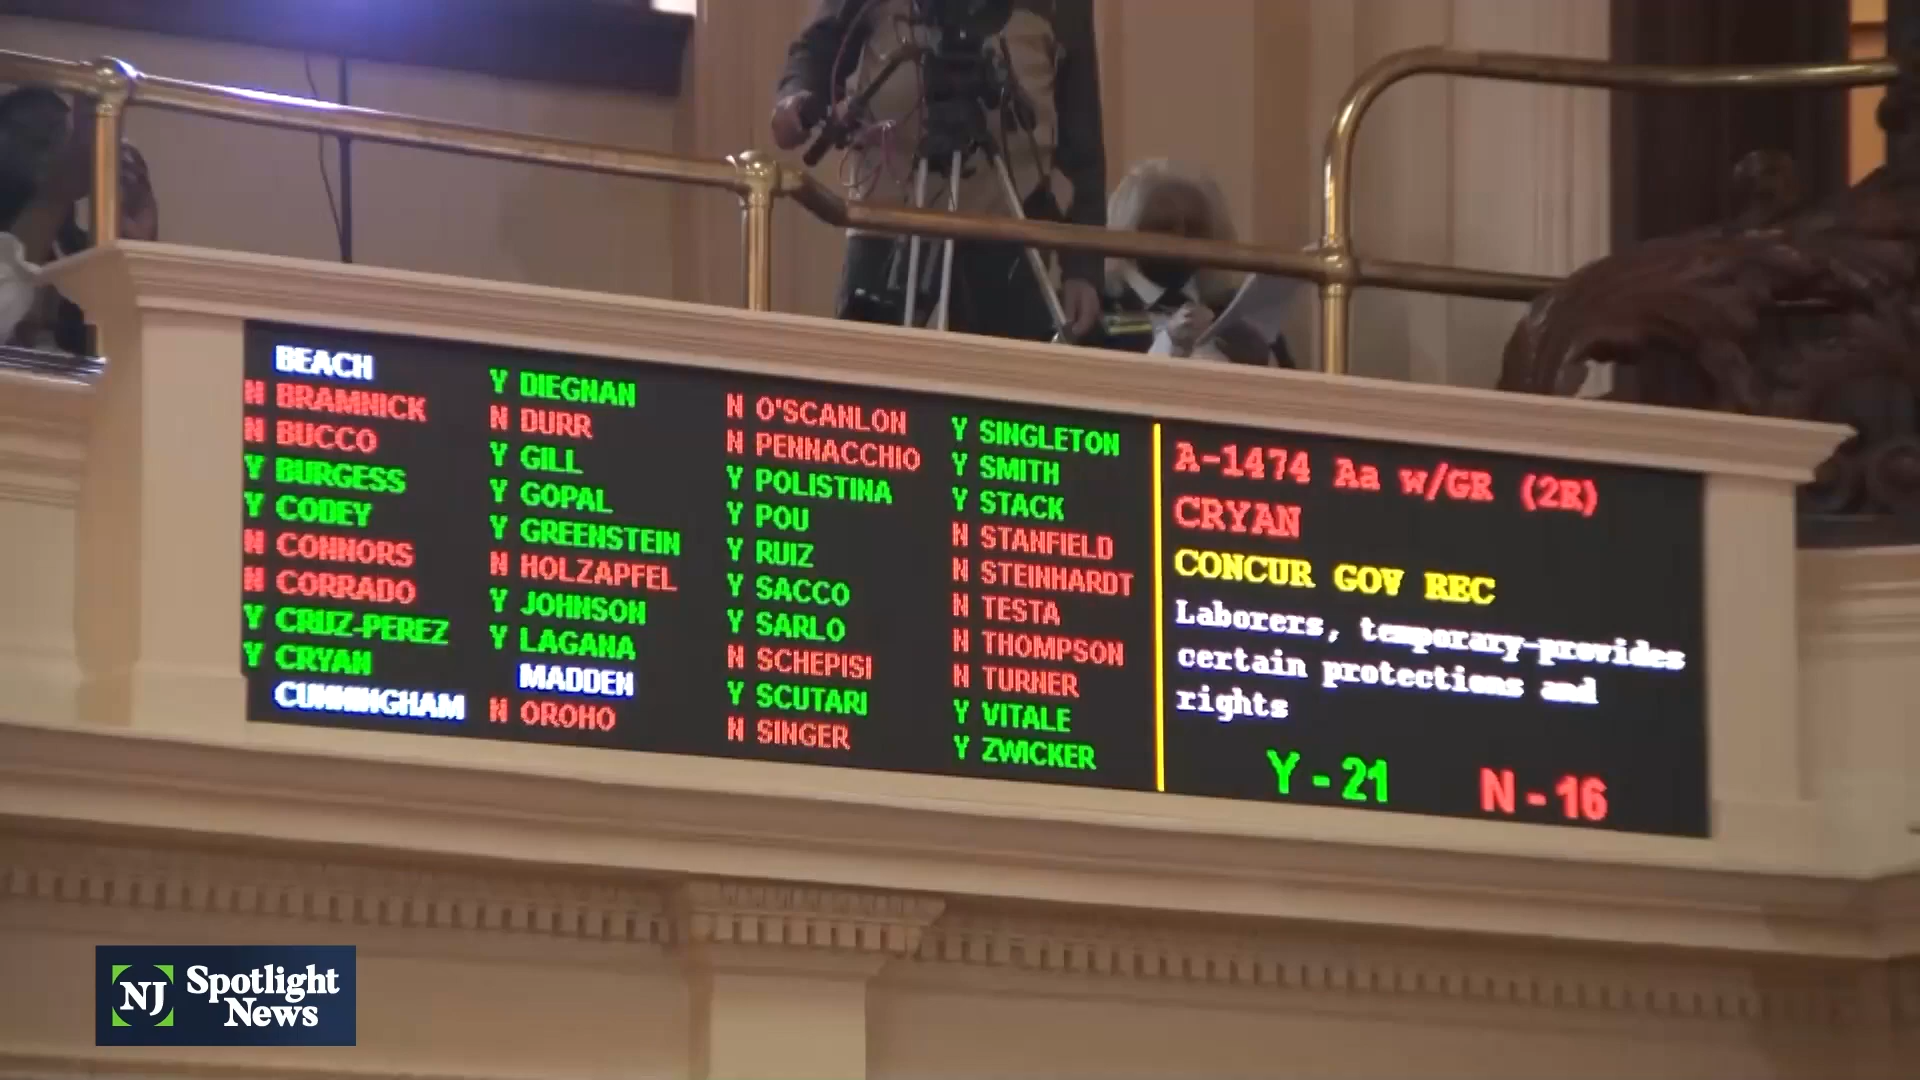 BEACH
N BRAMNICK
N BUCCO
Y BURGESS
Y CODEY
N CONNORS
N CORRADO
Y CRUZ-PEREZ
Y CRYAN
CUNNINGHAM
Y DIEGNAN
N DURR
Y GILL
Y GOPAL
Y GREENSTEIN
N HOLZAPFEL
Y JOHNSON
Y LAGANA
MADDEN
N OROHO
N O'SCANLON
N PENNACCHIO
Y POLISTINA
Y POU
Y RUIZ
Y SACCO
Y SARLO
N SCHEPISI
Y SCUTARI
N SINGER
Y SINGLETON
Y SMITH
Y STACK
N STANFIELD
N STEINHARDT
N TESTA
N THOMPSON
N TURNER
Y VITALE
Y ZWICKER
A-1474 Aa w/GR (2R)
CRYAN
CONCUR GOV REC
Laborers, temporary-provides
certain protections and
rights
Y - 21 N - 16
NJ Spotlight
News